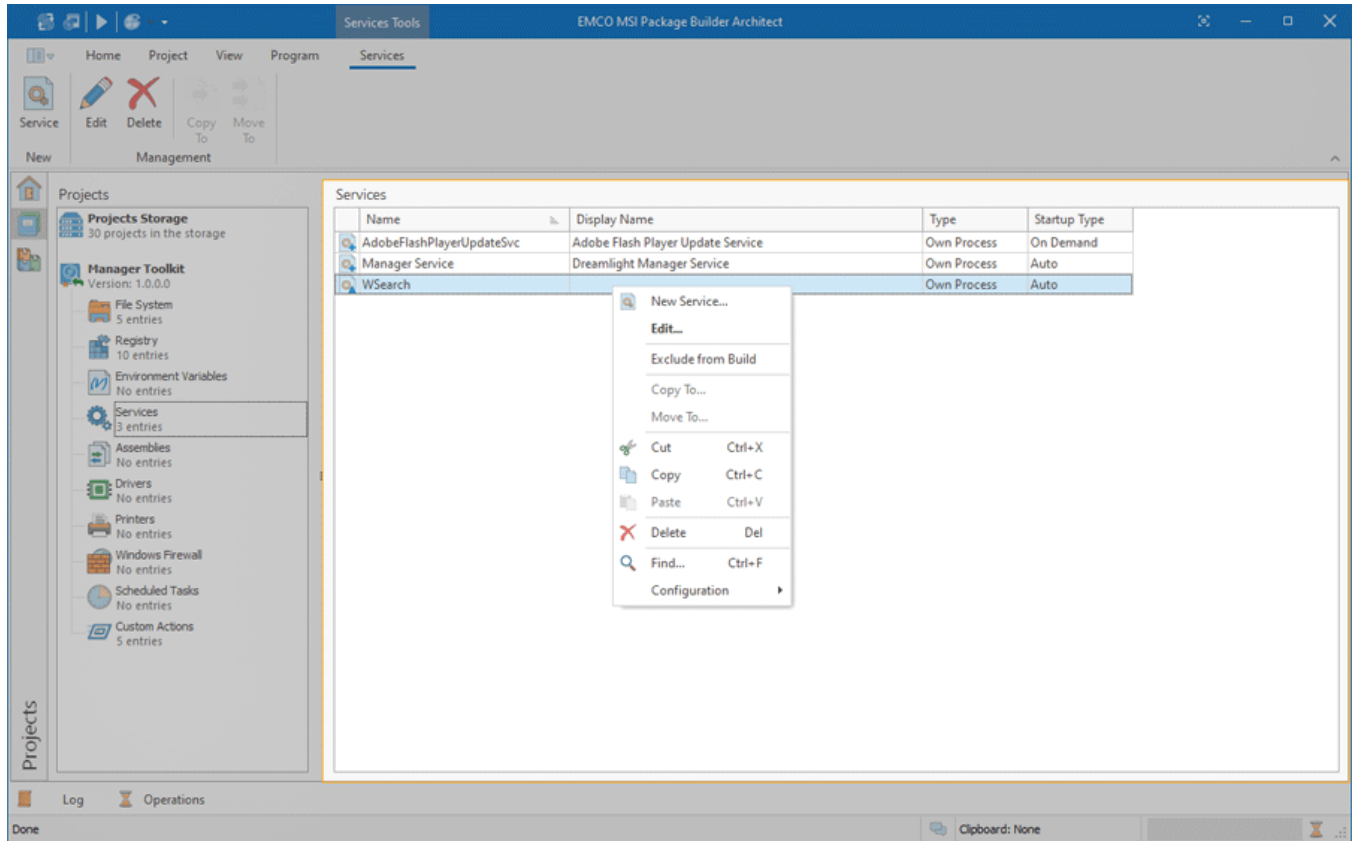 Services Tools
EMCO MSI Package Builder Architect
Home Project View Program Services
Service
Edit
Delete
Copy To
Move To
New
Management
Projects
Projects Storage
30 projects in the storage
Manager Toolkit
Version: 1.0.0.0
File System
5 entries
Registry
10 entries
Environment Variables
No entries
Services
3 entries
Assemblies
No entries
Drivers
No entries
Printers
No entries
Windows Firewall
No entries
Scheduled Tasks
No entries
Custom Actions
5 entries
Projects
Services
Name Display Name Type Startup Type
AdobeFlashPlayerUpdateSvc Adobe Flash Player Update Service Own Process On Demand
Manager Service Dreamlight Manager Service Own Process Auto
WSearch Own Process Auto
New Service...
Edit...
Exclude from Build
Copy To...
Move To...
Cut Ctrl+X
Copy Ctrl+C
Paste Ctrl+V
Delete Del
Find... Ctrl+F
Configuration
Log Operations
Done
Clipboard: None